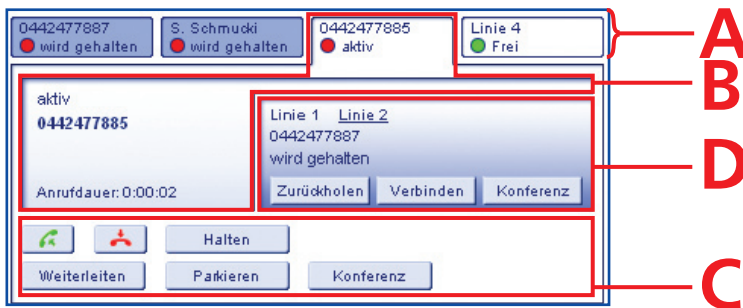 0442477887
wird gehalten
S. Schmucki
wird gehalten
0442477885
aktiv
Linie 4
Frei
A
B
aktiv
0442477885
Anrufdauer: 0:00:02
Linie 1 Linie 2
0442477887
wird gehalten
Zurückholen Verbinden Konferenz
D
Halten
Weiterleiten Parkieren Konferenz
C